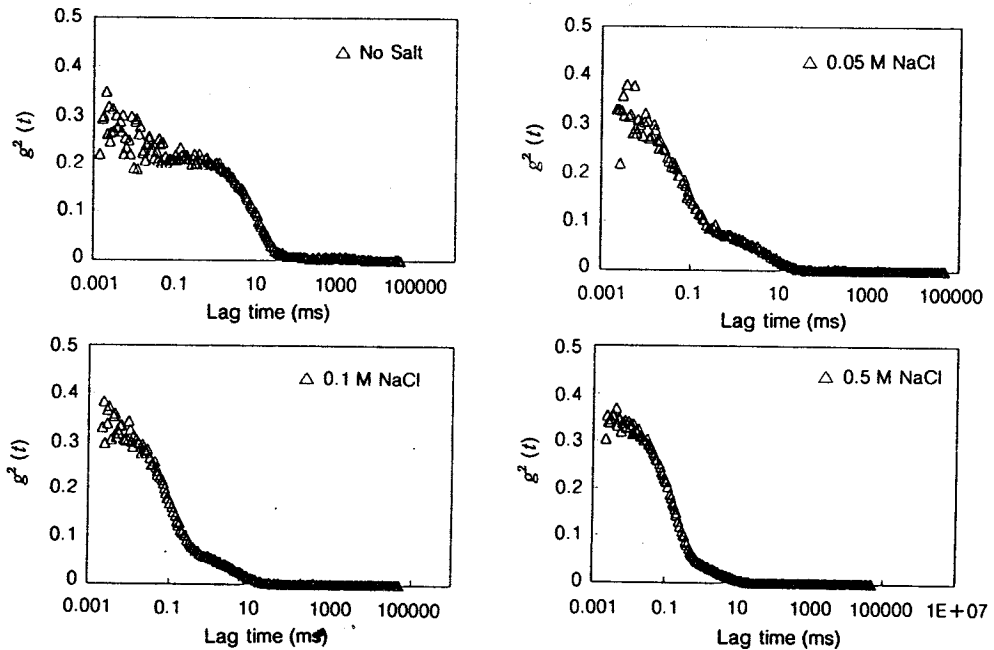 0.5
△ No Salt
0.4
0.3
g² (t)
0.2
0.1
0
0.001 0.1 10 1000 100000
Lag time (ms)
0.5
△ 0.05 M NaCl
0.4
0.3
g² (t)
0.2
0.1
0
0.001 0.1 10 1000 100000
Lag time (ms)
0.5
△ 0.1 M NaCl
0.4
0.3
g² (t)
0.2
0.1
0
0.001 0.1 10 1000 100000
Lag time (ms)
0.5
△ 0.5 M NaCl
0.4
0.3
g² (t)
0.2
0.1
0
0.001 0.1 10 1000 100000 1E+07
Lag time (ms)